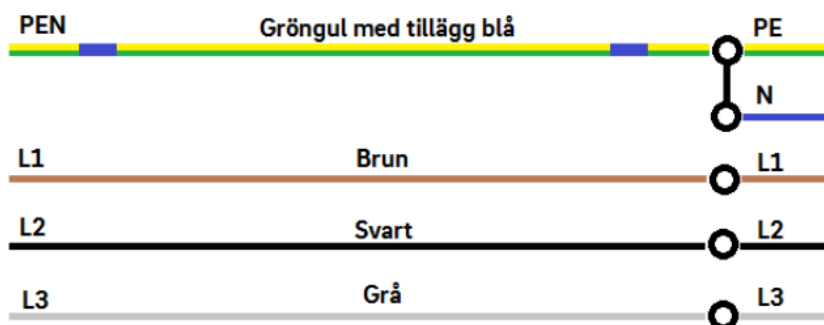 PEN Gröngul med tillägg blå PE
N
L1 Brun L1
L2 Svart L2
L3 Grå L3